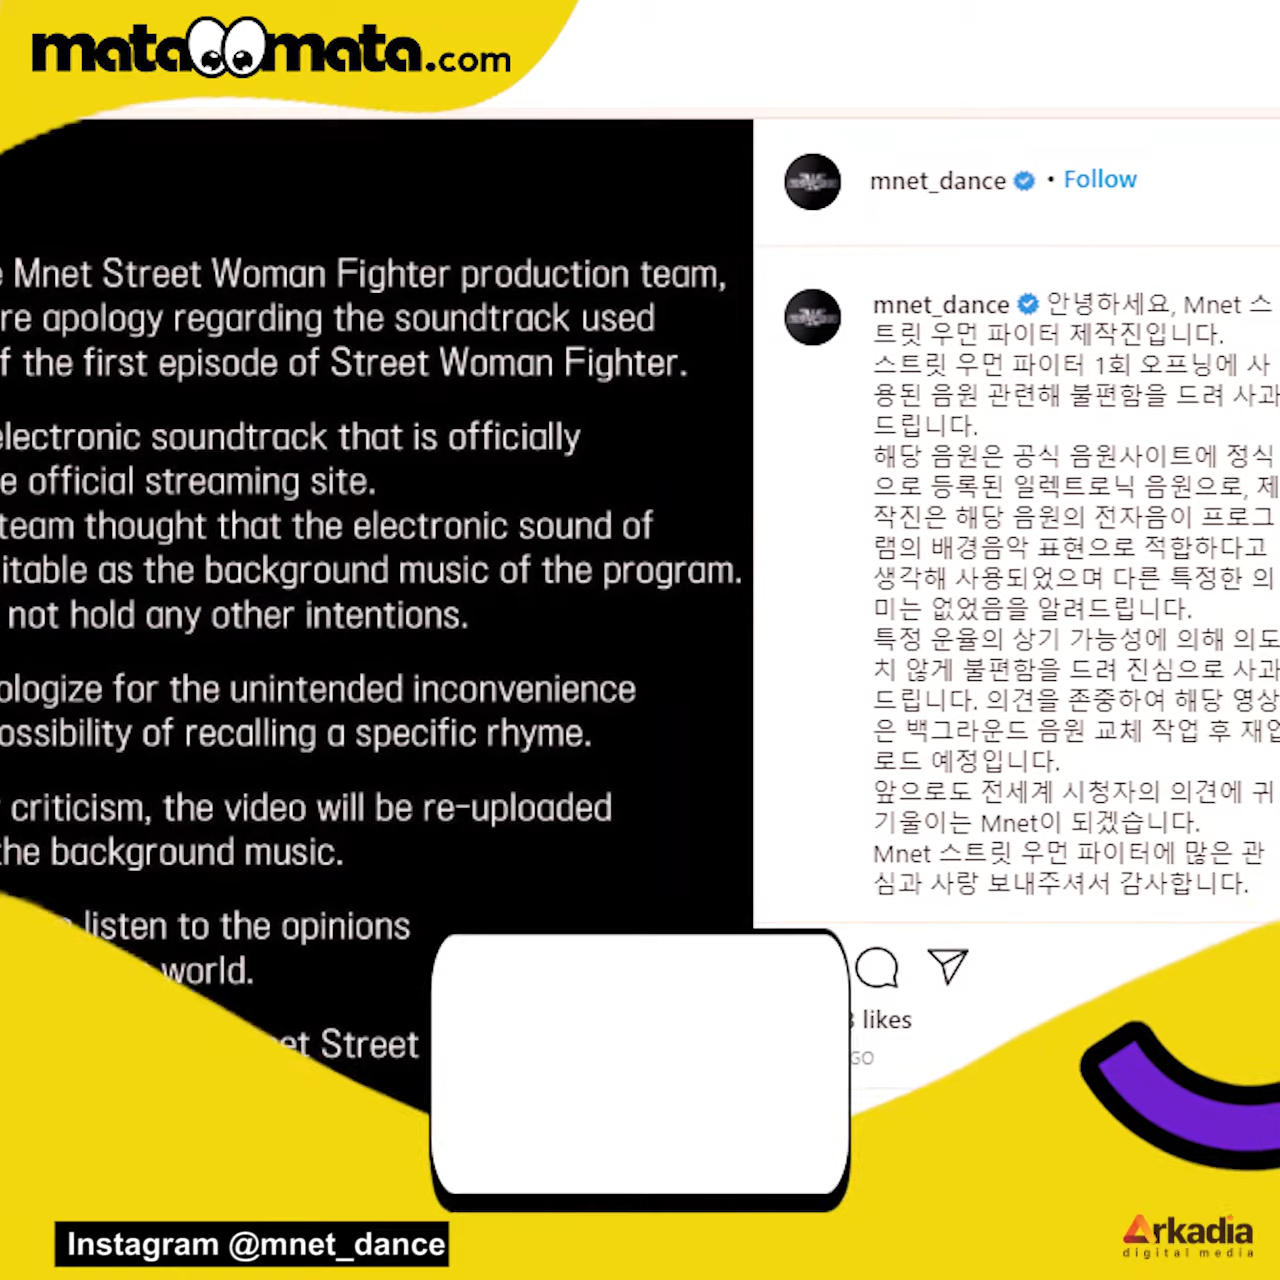 matamata.com
Mnet Street Woman Fighter production team,
re apology regarding the soundtrack used
f the first episode of Street Woman Fighter.
electronic soundtrack that is officially
e official streaming site.
team thought that the electronic sound of
itable as the background music of the program.
not hold any other intentions.
ologize for the unintended inconvenience
ossibility of recalling a specific rhyme.
criticism, the video will be re-uploaded
the background music.
listen to the opinions
world.
et Street
mnet_dance • Follow
mnet_dance 안녕하세요, Mnet 스
트릿 우먼 파이터 제작진입니다.
스트릿 우먼 파이터 1회 오프닝에 사
용된 음원 관련해 불편함을 드려 사과
드립니다.
해당 음원은 공식 음원사이트에 정식
으로 등록된 일렉트로닉 음원으로, 제
작진은 해당 음원의 전자음이 프로그
램의 배경음악 표현으로 적합하다고
생각해 사용되었으며 다른 특정한 의
미는 없었음을 알려드립니다.
특정 운율의 상기 가능성에 의해 의도
치 않게 불편함을 드려 진심으로 사과
드립니다. 의견을 존중하여 해당 영상
은 백그라운드 음원 교체 작업 후 재업
로드 예정입니다.
앞으로도 전세계 시청자의 의견에 귀
기울이는 Mnet이 되겠습니다.
Mnet 스트릿 우먼 파이터에 많은 관
심과 사랑 보내주셔서 감사합니다.
likes
GO
Instagram @mnet_dance
Arkadia
digital media